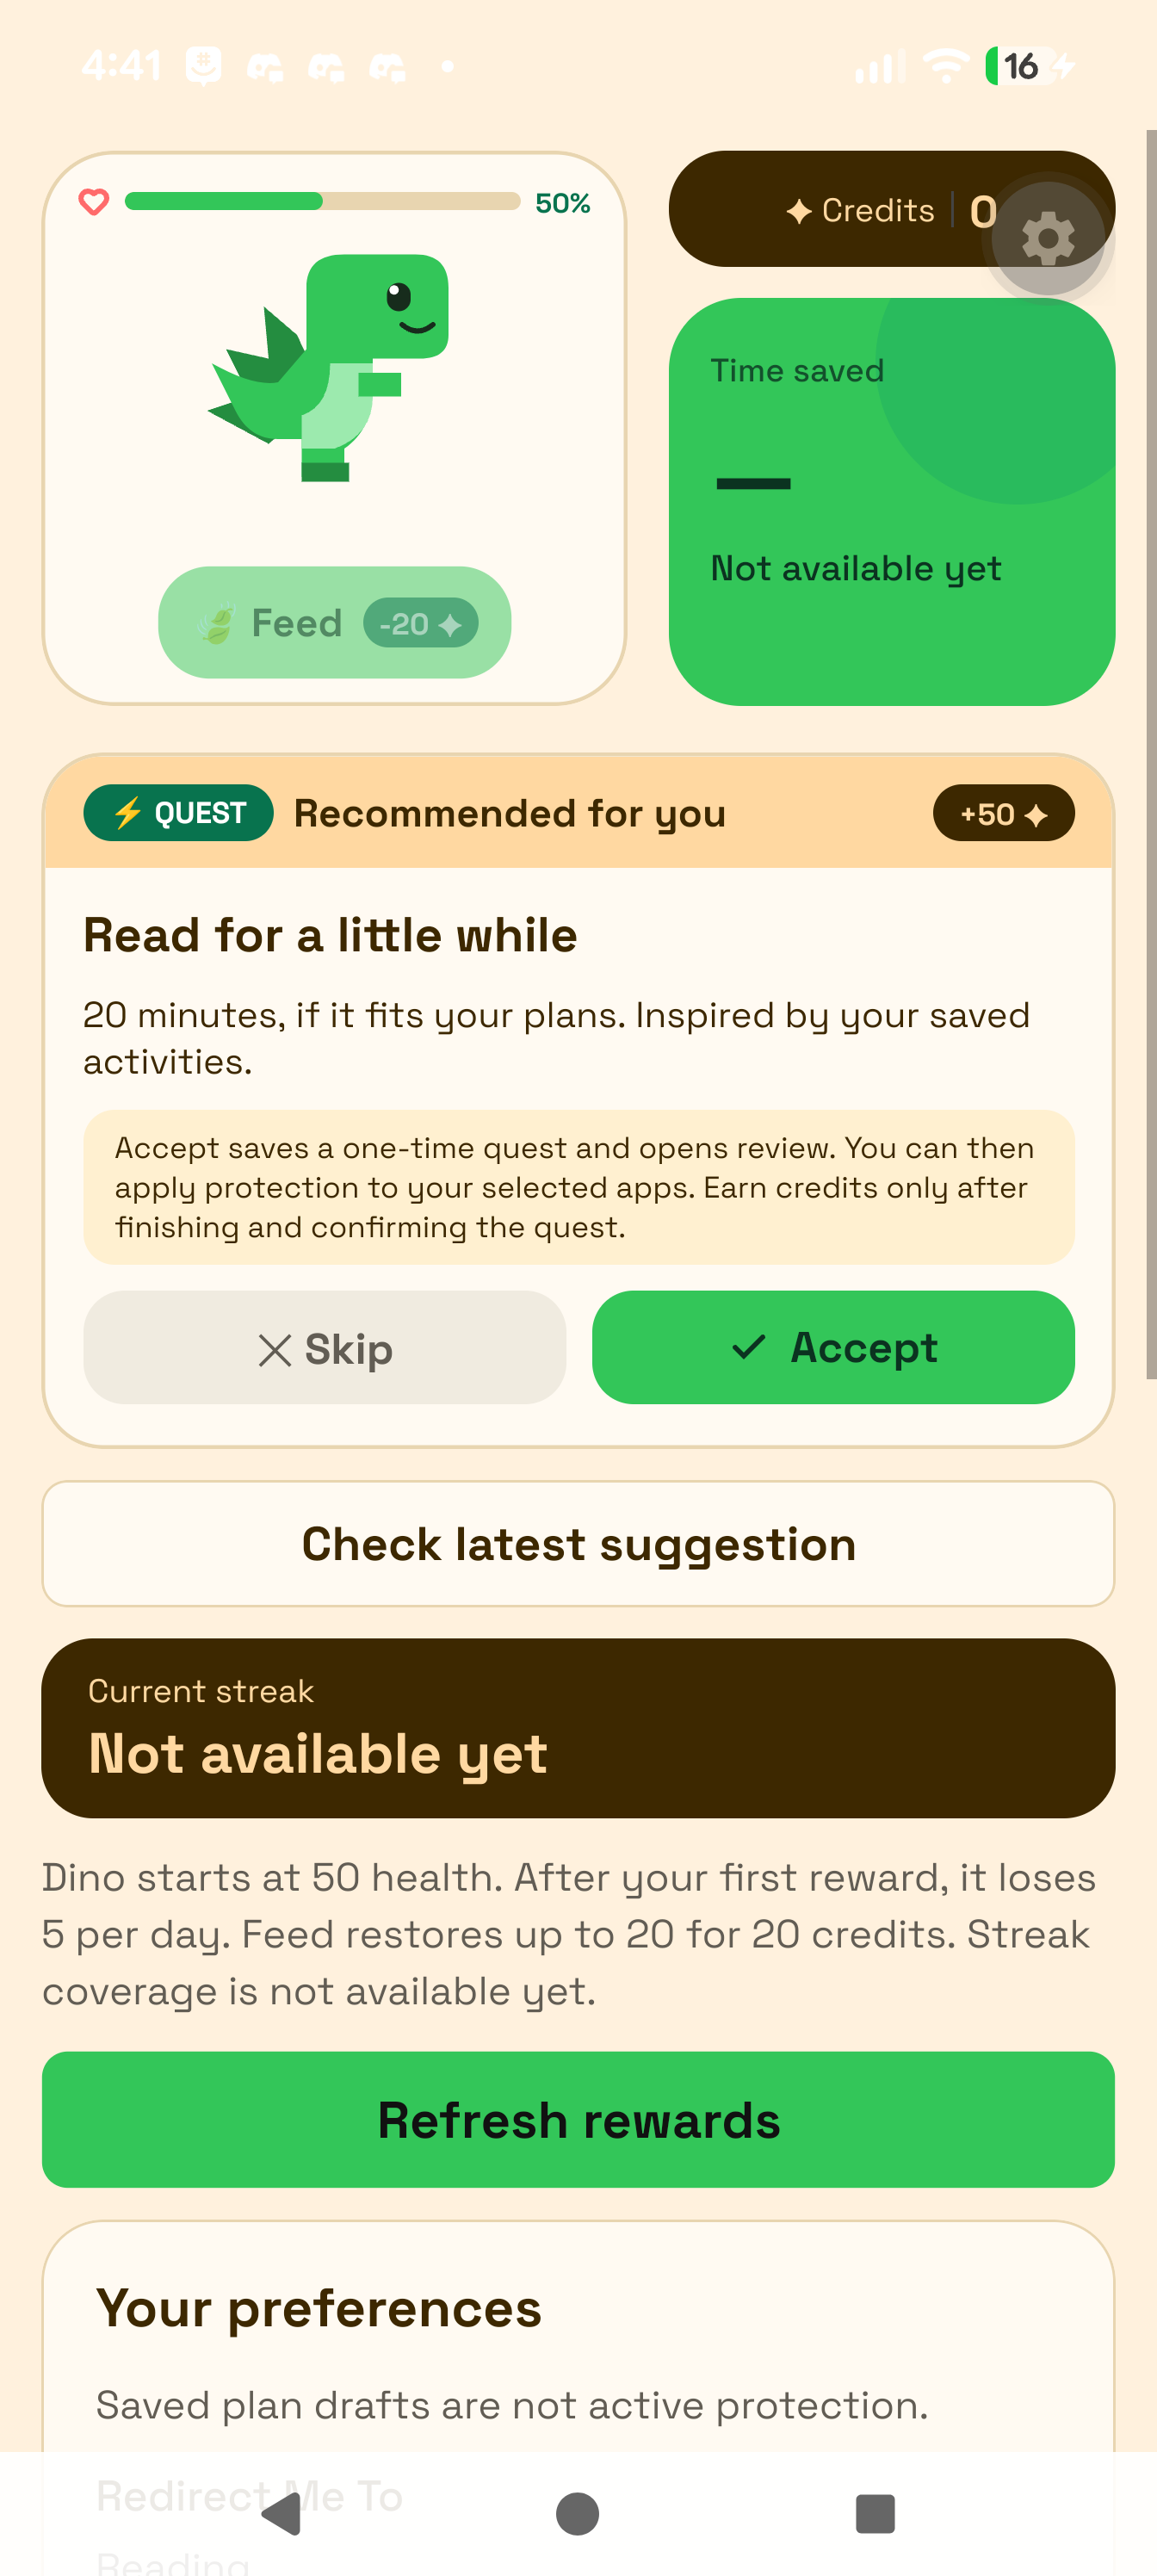 4:41
16
50%
Credits 0
Time saved
—
Not available yet
Feed -20
QUEST Recommended for you +50
Read for a little while
20 minutes, if it fits your plans. Inspired by your saved
activities.
Accept saves a one-time quest and opens review. You can then
apply protection to your selected apps. Earn credits only after
finishing and confirming the quest.
Skip
Accept
Check latest suggestion
Current streak
Not available yet
Dino starts at 50 health. After your first reward, it loses
5 per day. Feed restores up to 20 for 20 credits. Streak
coverage is not available yet.
Refresh rewards
Your preferences
Saved plan drafts are not active protection.
Redirect Me To
Reading